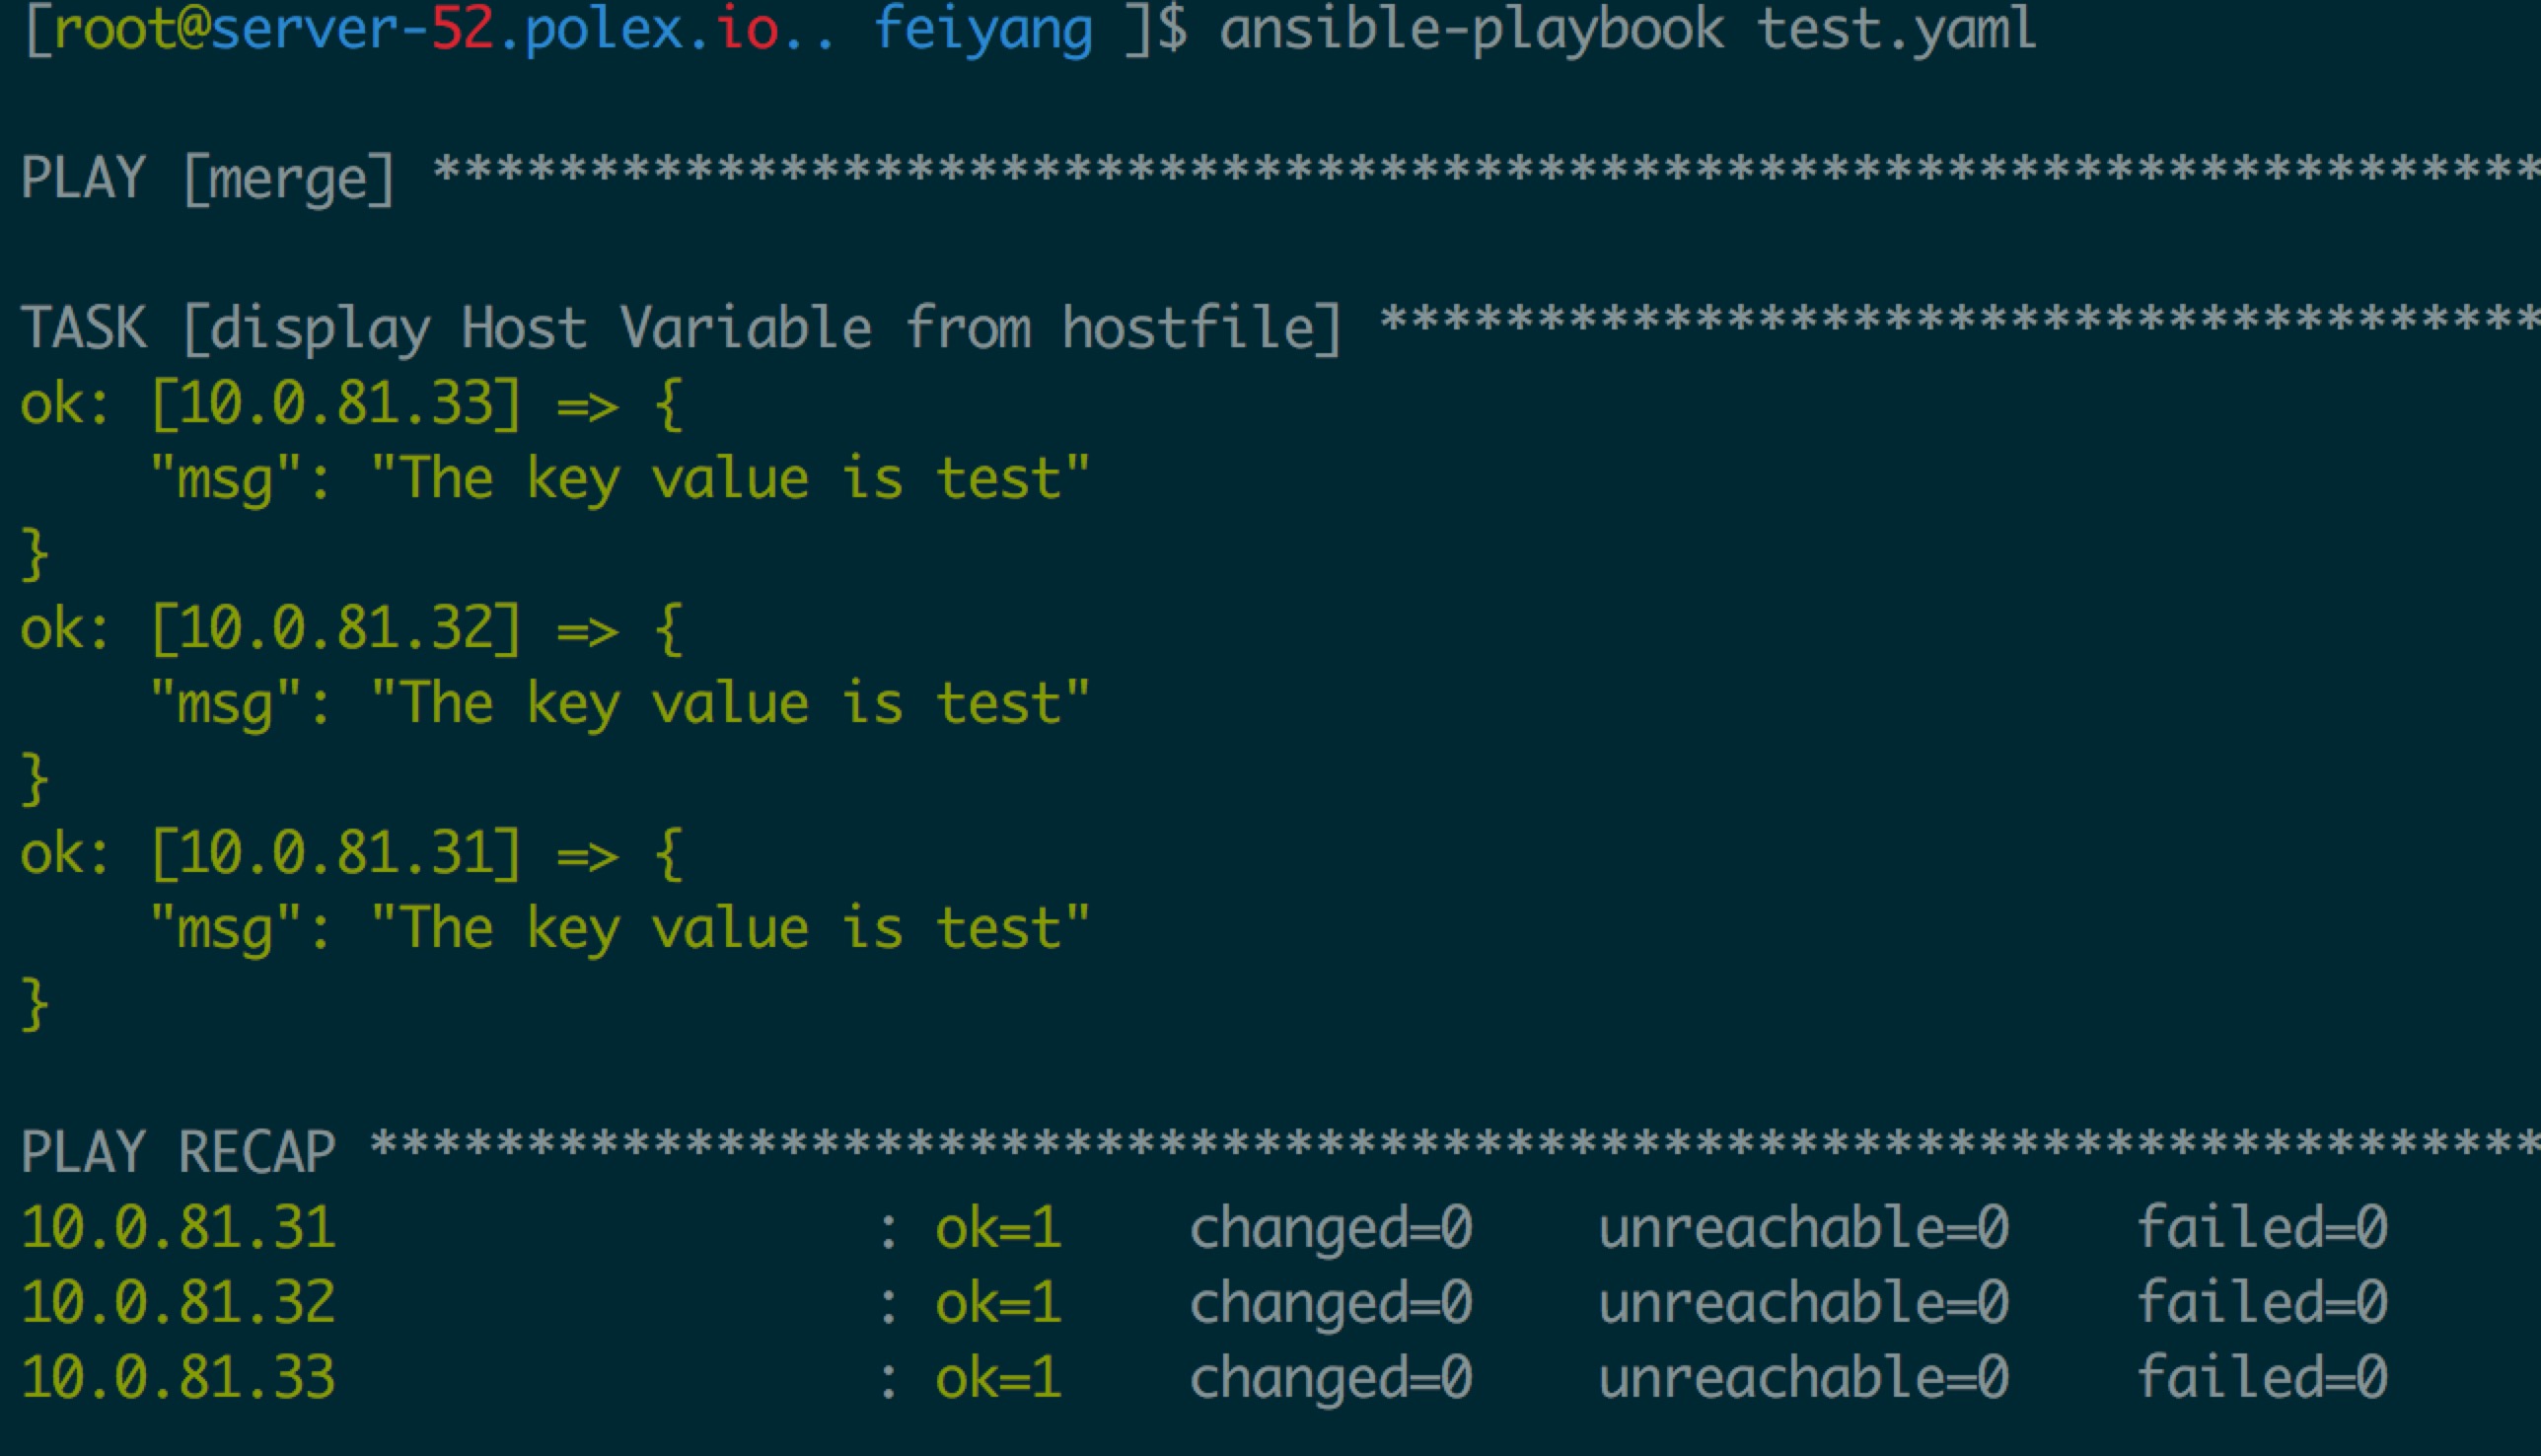 [root@server-52.polex.io.. feiyang ]$ ansible-playbook test.yaml
PLAY [merge] *******************************************************************
TASK [display Host Variable from hostfile] *************************************
ok: [10.0.81.33] => {
    "msg": "The key value is test"
}
ok: [10.0.81.32] => {
    "msg": "The key value is test"
}
ok: [10.0.81.31] => {
    "msg": "The key value is test"
}
PLAY RECAP *********************************************************************
10.0.81.31                 : ok=1    changed=0    unreachable=0    failed=0
10.0.81.32                 : ok=1    changed=0    unreachable=0    failed=0
10.0.81.33                 : ok=1    changed=0    unreachable=0    failed=0